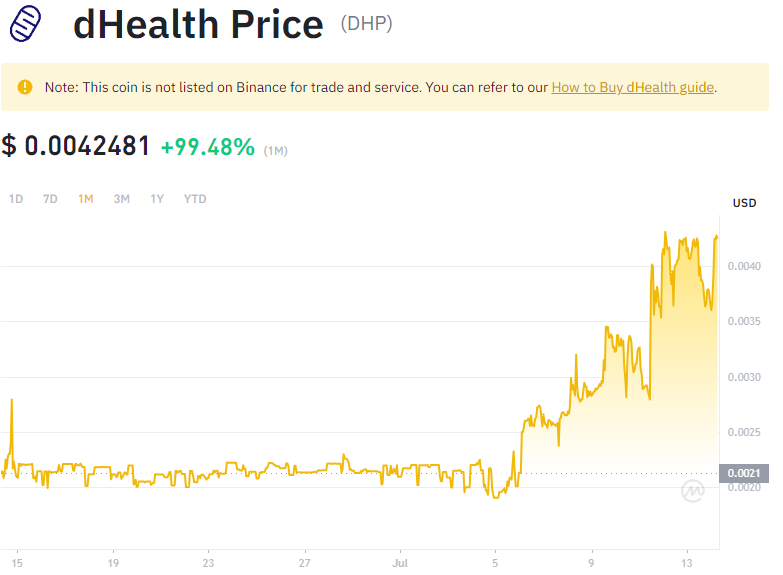 dHealth Price (DHP)
Note: This coin is not listed on Binance for trade and service. You can refer to our How to Buy dHealth guide.
$ 0.0042481 +99.48% (1M)
1D 7D 1M 3M 1Y YTD
USD
0.0040
0.0035
0.0030
0.0025
0.0021
0.0020
15 19 23 27 Jul 5 9 13